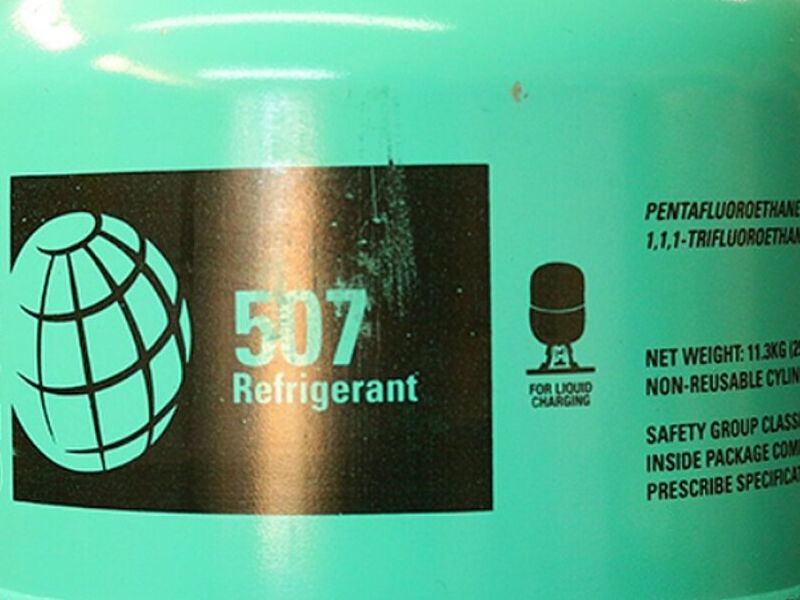 507
Refrigerant
FOR LIQUID
CHARGING
PENTAFLUOROETHANE
1,1,1-TRIFLUOROETHAN
NET WEIGHT: 11.3KG (25
NON-REUSABLE CYLIN
SAFETY GROUP CLASS
INSIDE PACKAGE COM
PRESCRIBE SPECIFICAT